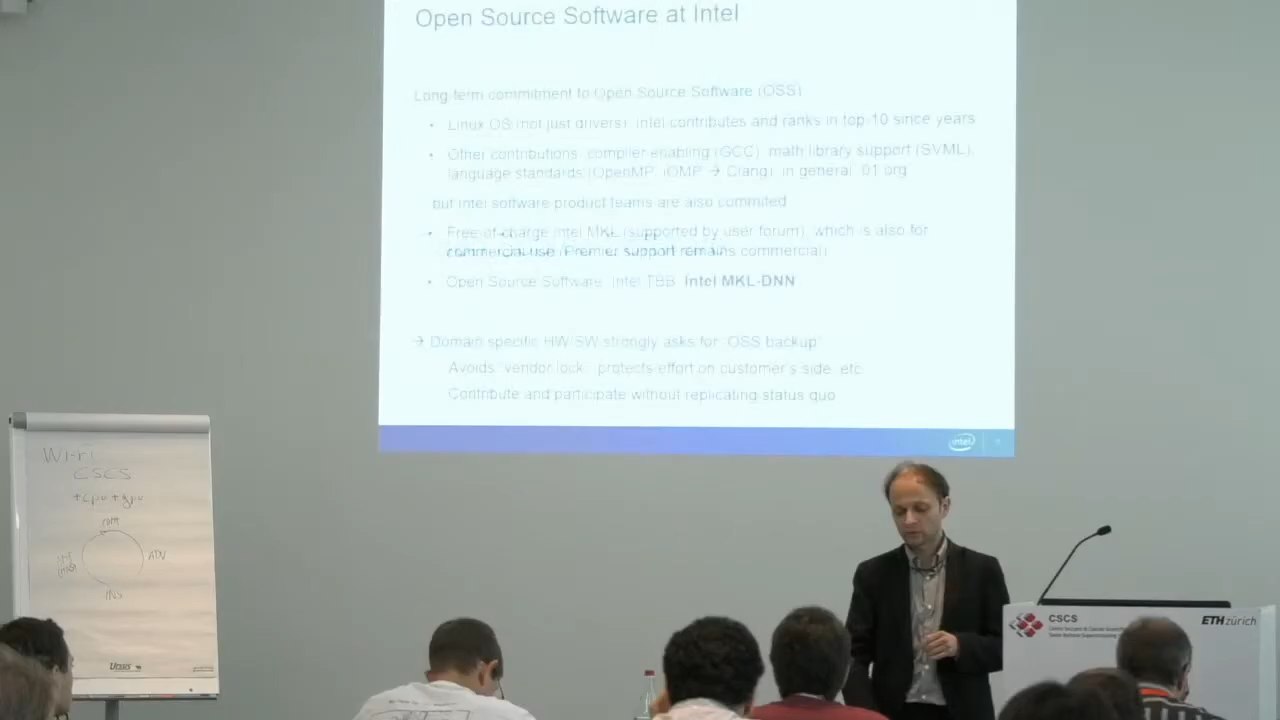 Open Source Software at Intel
Long term commitment to Open Source Software (OSS)
• Linux OS (not just drivers) Intel contributes and ranks in top 10 since years
• Other contributions compiler enabling (GCC) math library support (SVML),
language standards (OpenMP iOMP → Clang) in general 01 org
but Intel software product teams are also commited
• Free of charge Intel MKL (supported by user forum), which is also for
commercial use (Premier support remains commercial)
• Open Source Software Intel TBB Intel MKL-DNN
→ Domain specific HW/SW strongly asks for OSS backup
Avoids vendor lock protects effort on customer's side etc
Contribute and participate without replicating status quo
intel
Wi-Fi
CSCS
INS
CSCS
ETH zürich